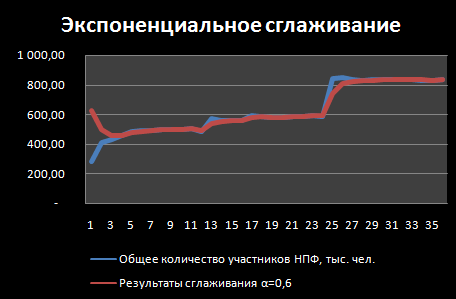 Экспоненциальное сглаживание
1 000,00
800,00
600,00
400,00
200,00
-
1 3 5 7 9 11 13 15 17 19 21 23 25 27 29 31 33 35
Общее количество участников НПФ, тыс. чел.
Результаты сглаживания α=0,6